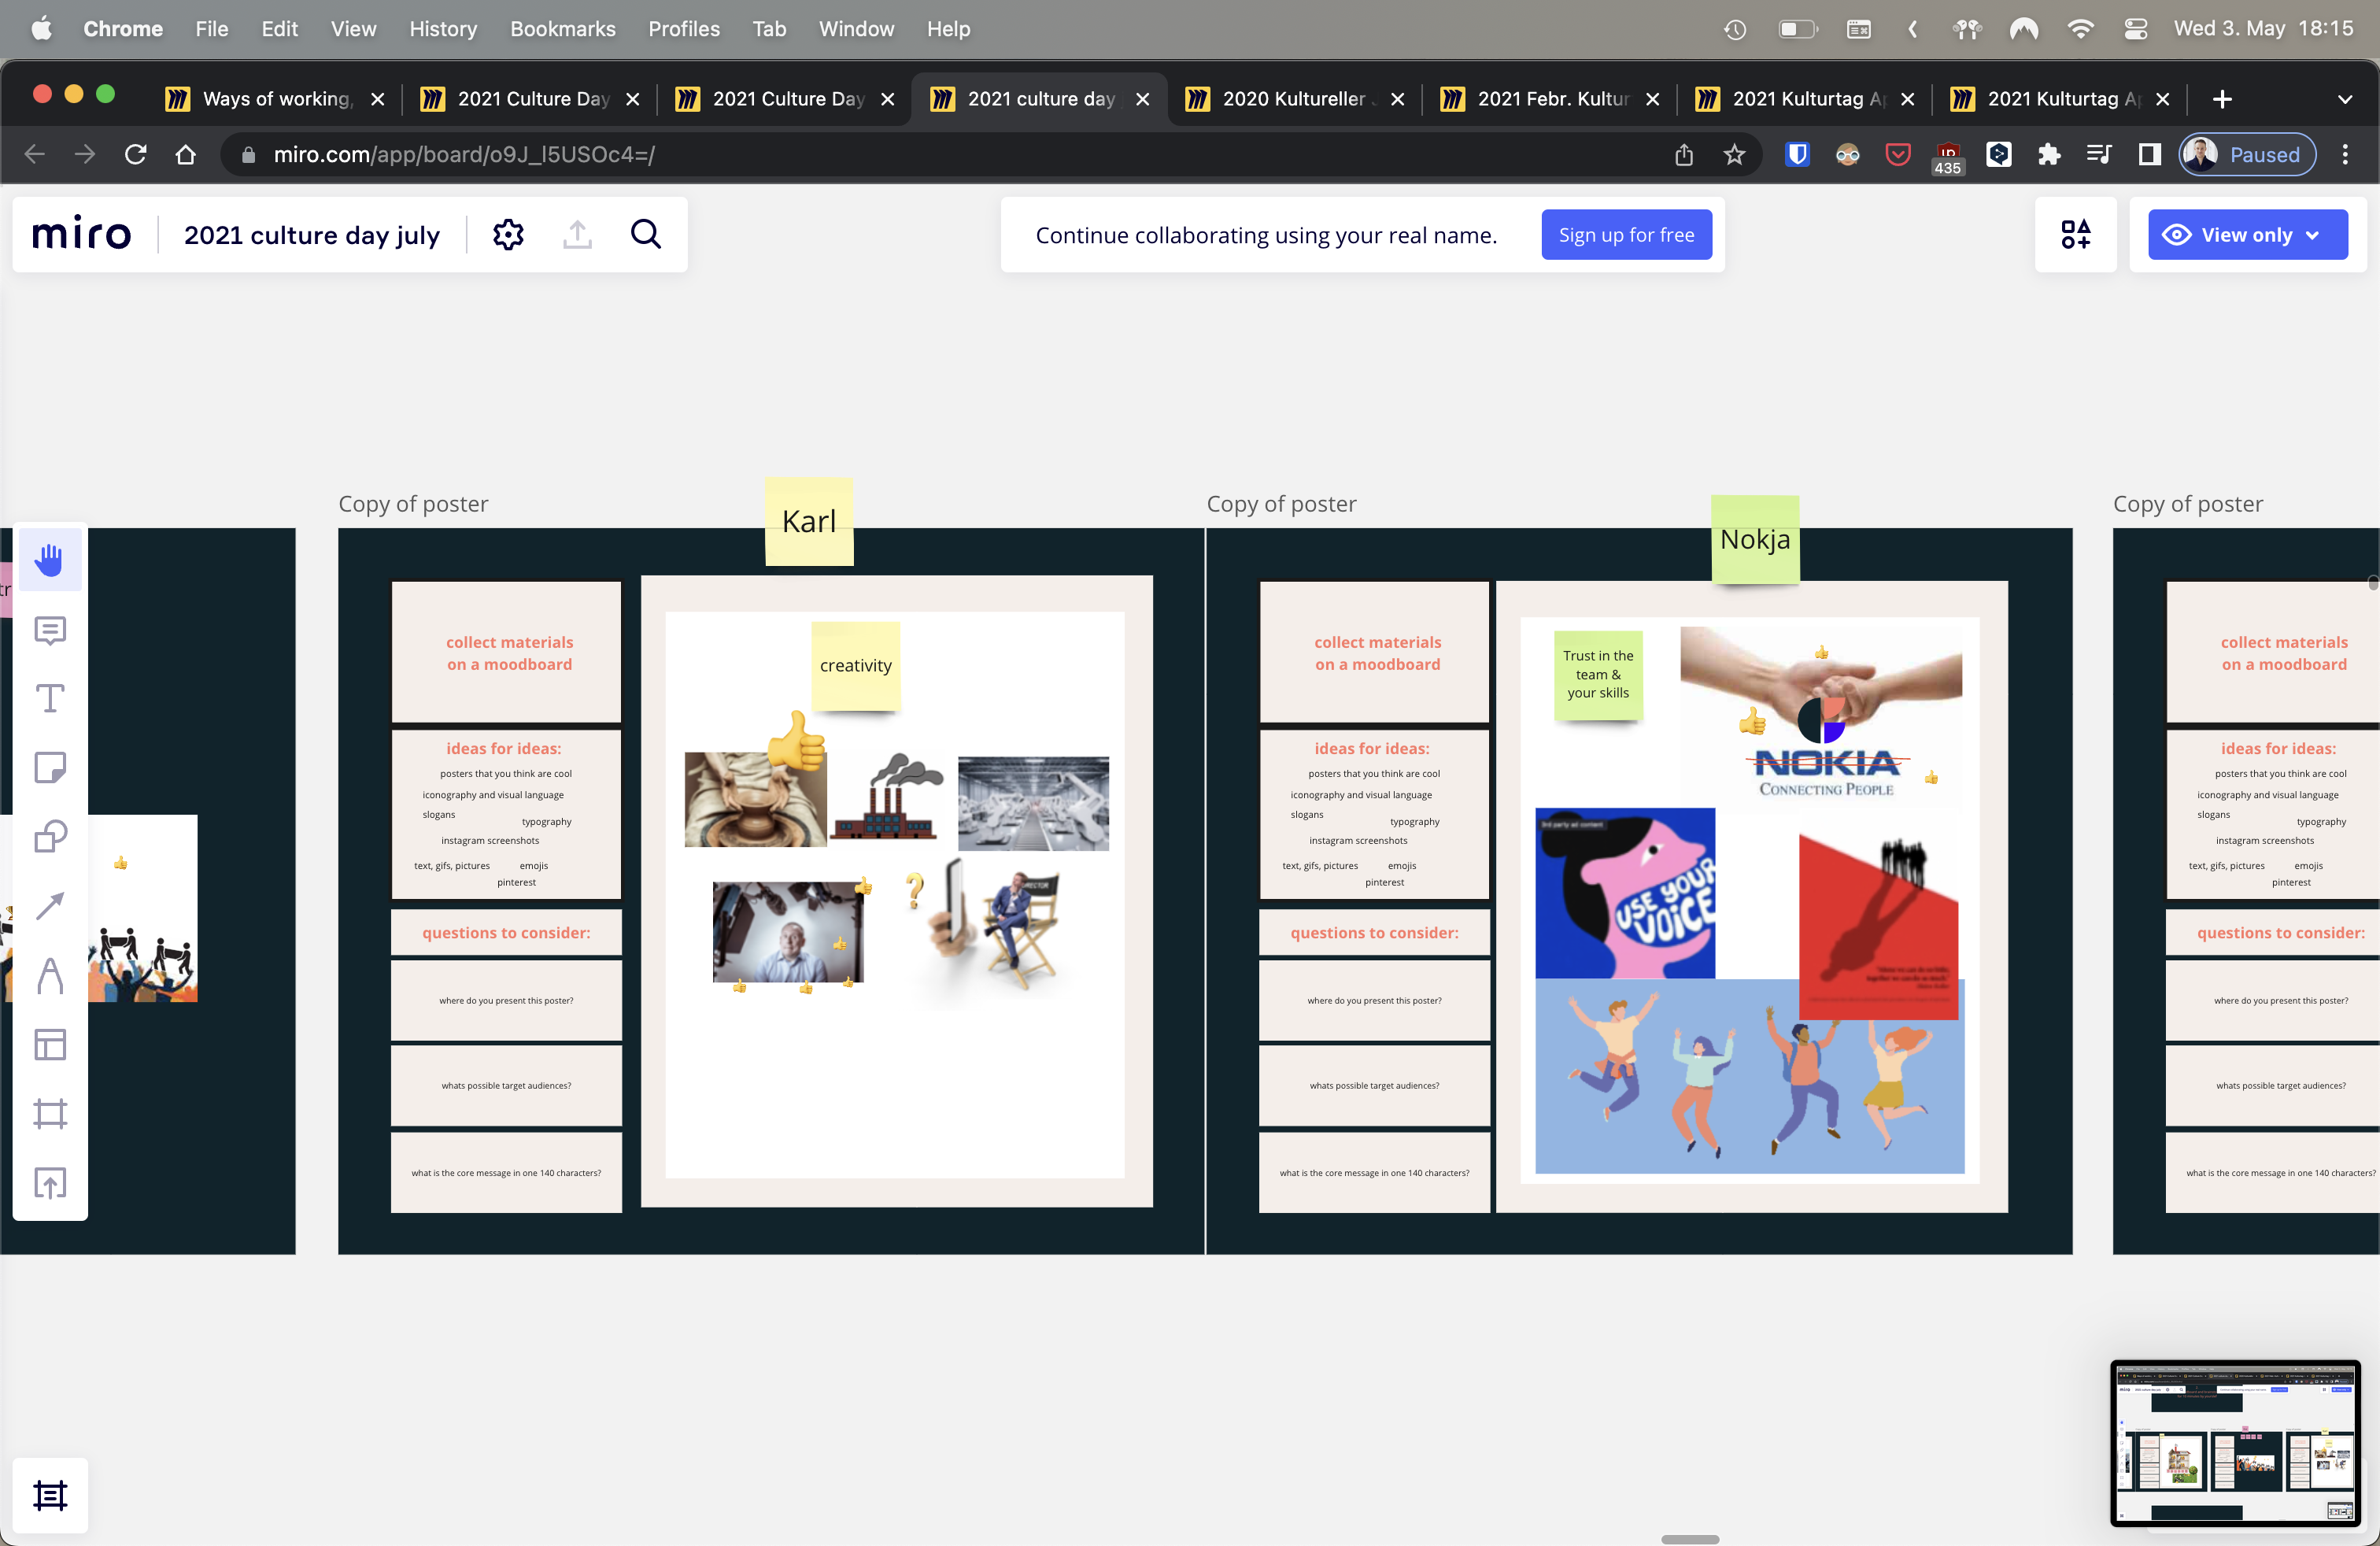 Chrome File Edit View History Bookmarks Profiles Tab Window Help Wed 3. May 18:15
Ways of working, 2021 Culture Day 2021 Culture Day 2021 culture day 2020 Kultureller 2021 Febr. Kultur 2021 Kulturtag 2021 Kulturtag
miro.com/app/board/o9J_l5USOc4=/
435
Paused
miro
2021 culture day july
Continue collaborating using your real name.
Sign up for free
View only
Copy of poster
Karl
collect materials
on a moodboard
ideas for ideas:
posters that you think are cool
iconography and visual language
slogans
typography
instagram screenshots
text, gifs, pictures
emojis
pinterest
questions to consider:
where do you present this poster?
whats possible target audiences?
what is the core message in one 140 characters?
creativity
?
DIRECTOR
Copy of poster
Nokja
collect materials
on a moodboard
ideas for ideas:
posters that you think are cool
iconography and visual language
slogans
typography
instagram screenshots
text, gifs, pictures
emojis
pinterest
questions to consider:
where do you present this poster?
whats possible target audiences?
what is the core message in one 140 characters?
Trust in the
team &
your skills
NOKIA
CONNECTING PEOPLE
3rd party ad content
USE YOUR
VOICE
Copy of poster
collect materials
on a moodboard
ideas for ideas:
posters that you think are cool
iconography and visual language
slogans
typography
instagram screenshots
text, gifs, pictures
emojis
pinterest
questions to consider:
where do you present this poster?
whats possible target audiences?
what is the core message in one 140 characters?